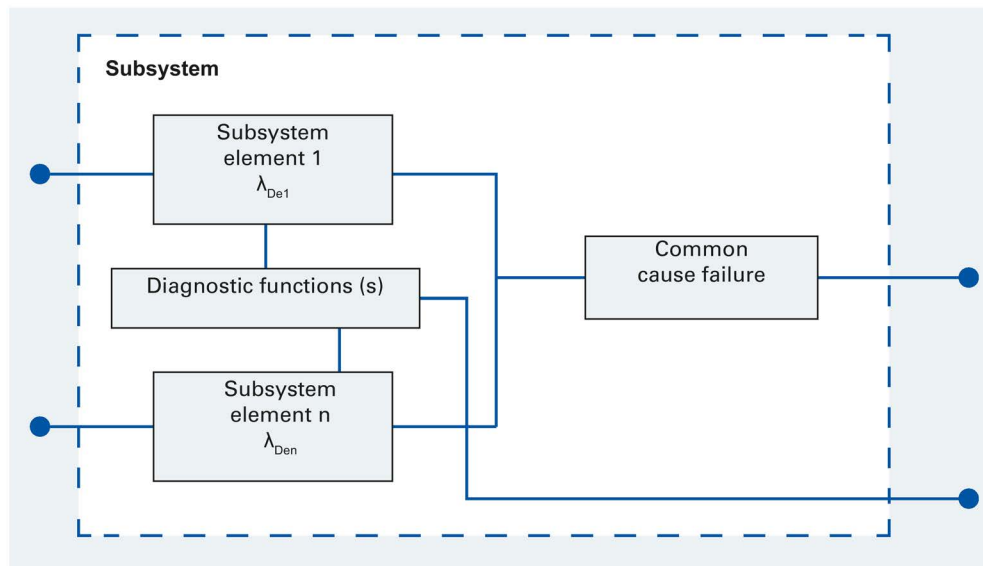 Subsystem
Subsystem
element 1
λDe1
Diagnostic functions (s)
Subsystem
element n
λDen
Common
cause failure